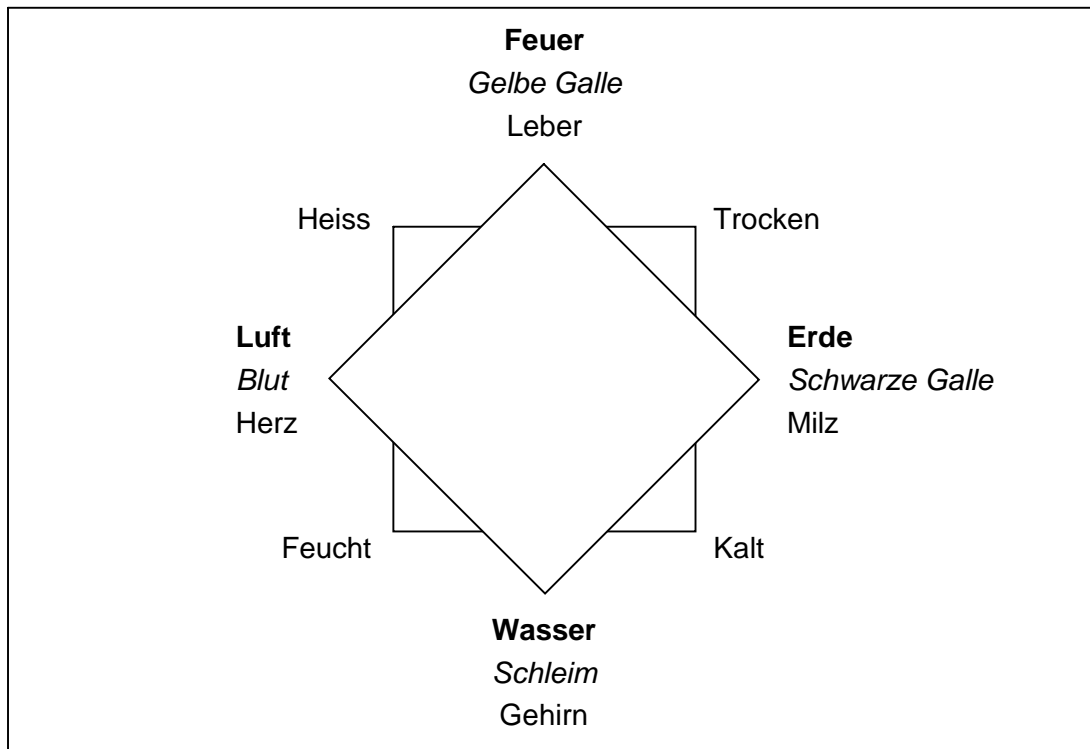 Feuer
Gelbe Galle
Leber
Heiss
Trocken
Luft
Blut
Herz
Erde
Schwarze Galle
Milz
Feucht
Kalt
Wasser
Schleim
Gehirn